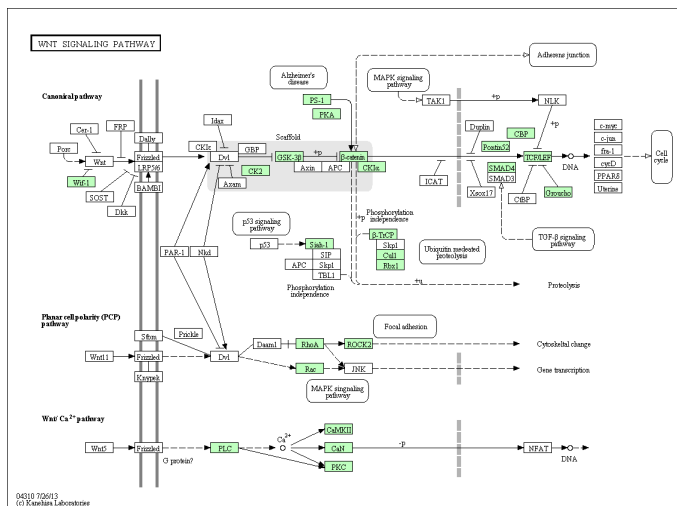 WNT SIGNALING PATHWAY
Adherens junction
Alzheimer's
disease
MAPK signaling
pathway
Canonical pathway
PS-1
PKA
TAK1
+p
NLK
Idax
Scaffold
Cer-1
FRP
Dally
CKIε
GBP
Duplin
CBP
+p
c-myc
Porc
Wnt
Frizzled
Dvl
GSK-3β
+p
β-catenin
Pontin52
TCF/LEF
DNA
c-jun
fra-1
cycD
PPARδ
Uterine
Cell
cycle
LRP5/6
Axin
APC
CKIα
SMAD4
SMAD3
Wif-1
CK2
Axam
BAMBI
ICAT
Xsox17
CtBP
Groucho
SOST
Dkk
Phosphorylation
independence
p53 signaling
pathway
+p
β-TrCP
Skp1
Cul1
Rbx1
Ubiquitin mediated
proteolysis
TGF-β signaling
pathway
PAR-1
Nkd
p53
Siah-1
SIP
APC
Skp1
TBL1
Phosphorylation
independence
+u
Proteolysis
Planar cell polarity (PCP)
pathway
Stbm
Prickle
Focal adhesion
Daam1
RhoA
ROCK2
Cytoskeltal change
Wnt11
Frizzled
Dvl
Rac
JNK
Gene transcription
Knypek
MAPK singnaling
pathway
Wnt/ Ca2+ pathway
CaMKII
Ca2+
Wnt5
Frizzled
PLC
CaN
-p
NFAT
DNA
G protein?
PKC
04310 7/26/13
(c) Kanehisa Laboratories